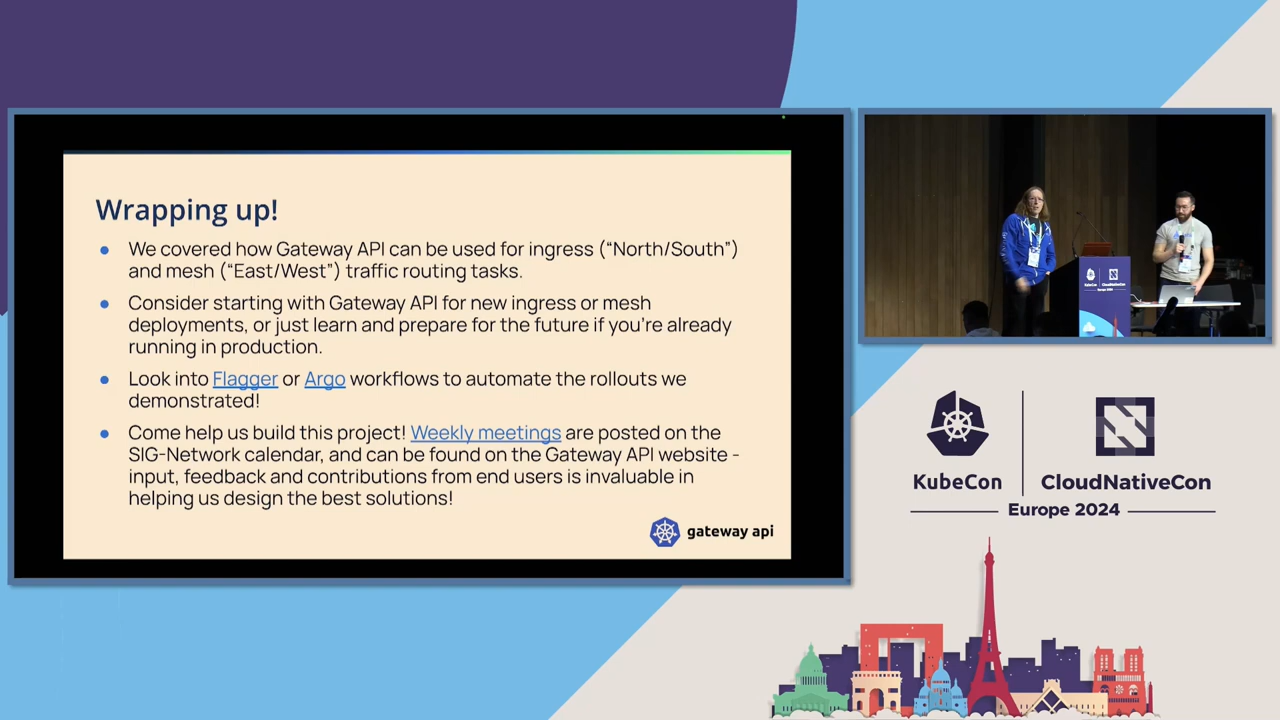 Wrapping up!
● We covered how Gateway API can be used for ingress (“North/South”)
and mesh (“East/West”) traffic routing tasks.
● Consider starting with Gateway API for new ingress or mesh
deployments, or just learn and prepare for the future if you're already
running in production.
● Look into Flagger or Argo workflows to automate the rollouts we
demonstrated!
● Come help us build this project! Weekly meetings are posted on the
SIG-Network calendar, and can be found on the Gateway API website -
input, feedback and contributions from end users is invaluable in
helping us design the best solutions!
gateway api
KubeCon
CloudNativeCon
Europe 2024